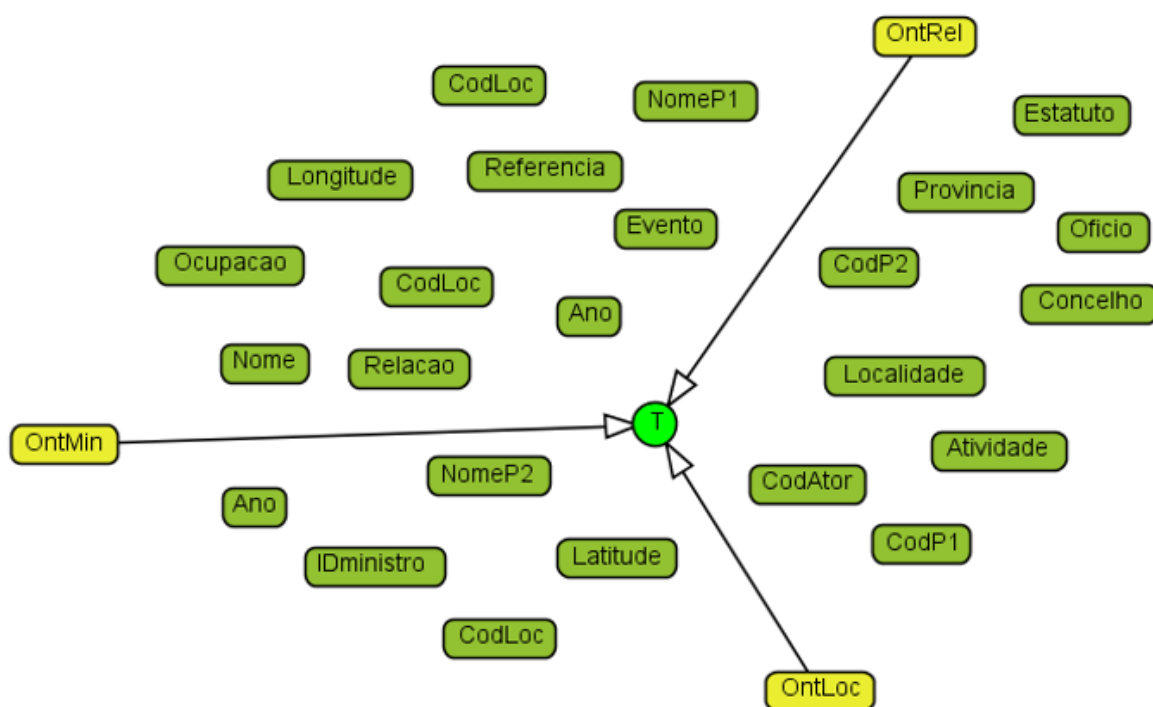 OntRel
CodLoc
NomeP1
Estatuto
Longitude
Referencia
Provincia
Evento
Oficio
Ocupacao
CodLoc
CodP2
Concelho
Ano
Nome
Relacao
Localidade
T
OntMin
NomeP2
Atividade
CodAtor
Ano
IDministro
Latitude
CodP1
CodLoc
OntLoc